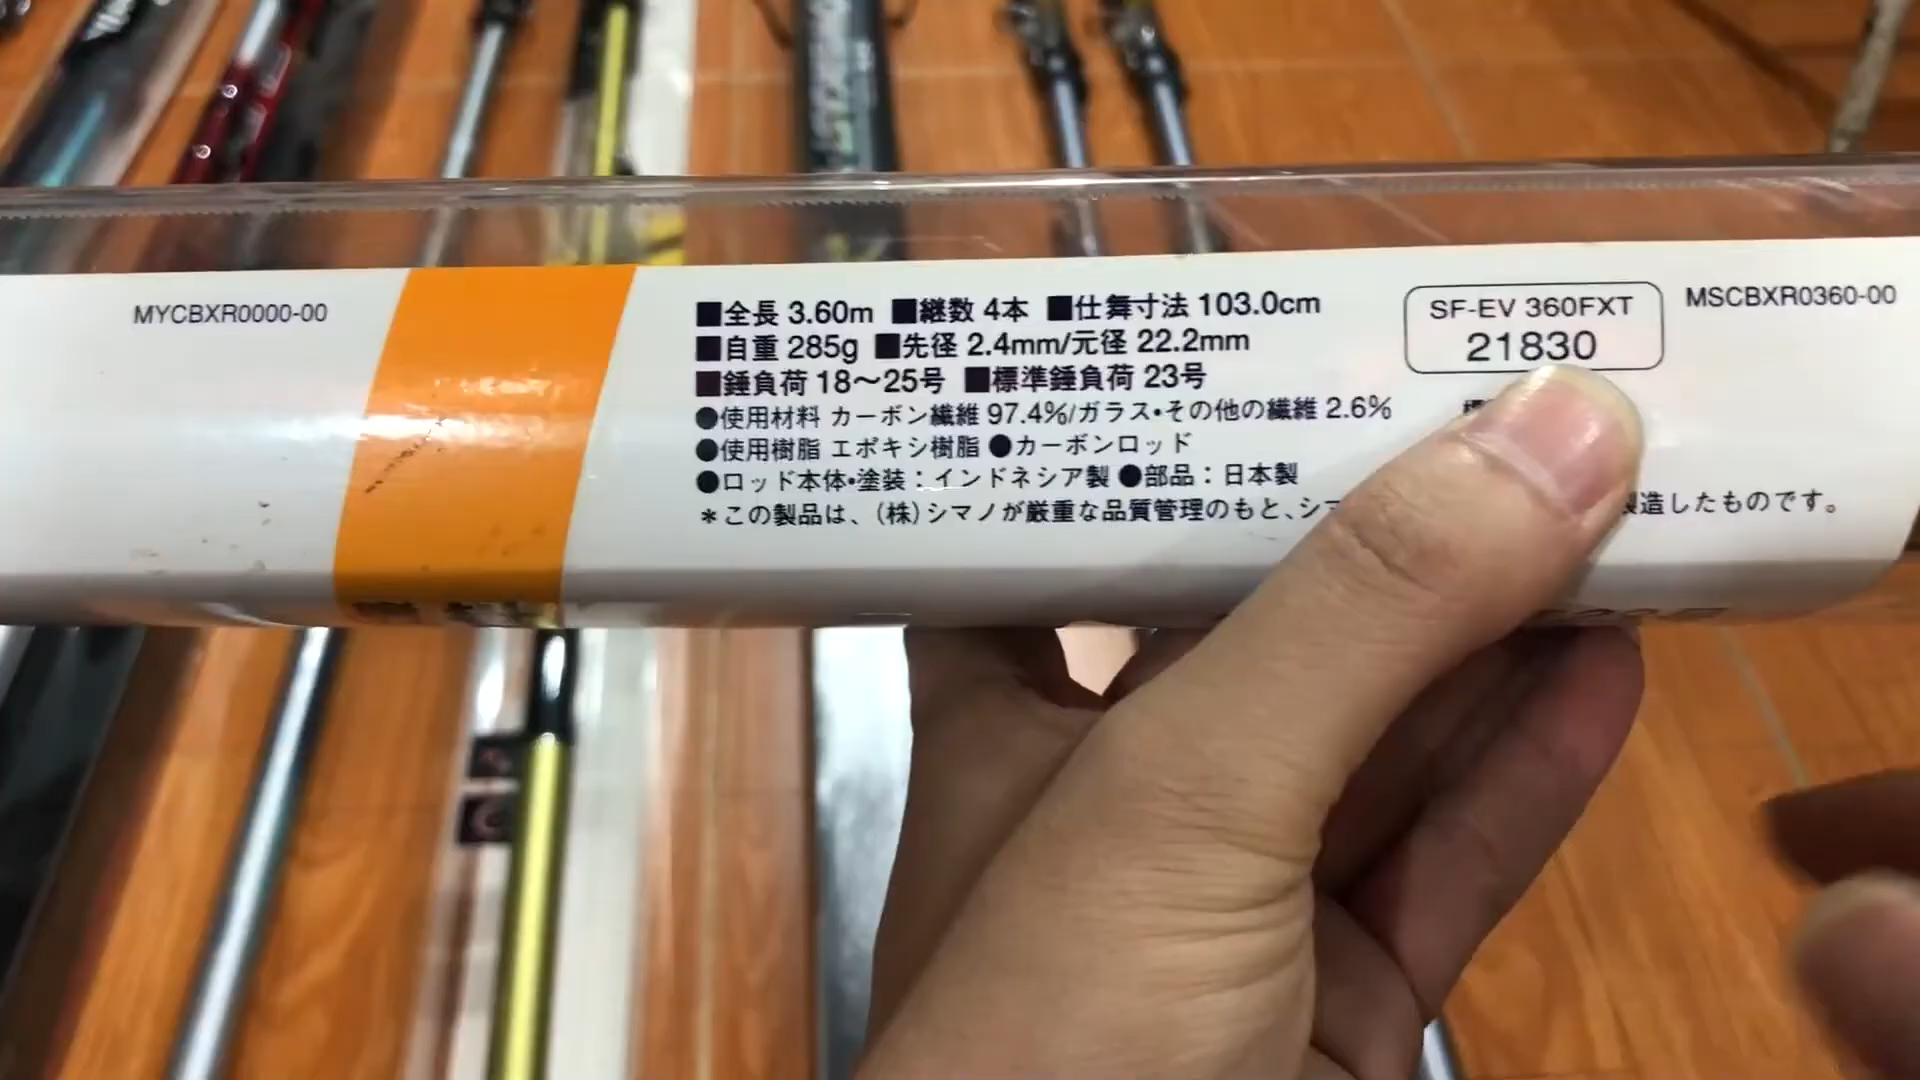 MYCBXR0000-00
■全長 3.60m ■継数 4本 ■仕舞寸法 103.0cm
■自重 285g ■先径 2.4mm/元径 22.2mm
■錘負荷 18〜25号 ■標準錘負荷 23号
●使用材料 カーボン繊維 97.4%/ガラス・その他の繊維 2.6%
●使用樹脂 エポキシ樹脂 ●カーボンロッド
●ロッド本体・塗装：インドネシア製 ●部品：日本製
＊この製品は、(株)シマノが厳重な品質管理のもと、シマ
製造したものです。
SF-EV 360FXT
21830
MSCBXR0360-00